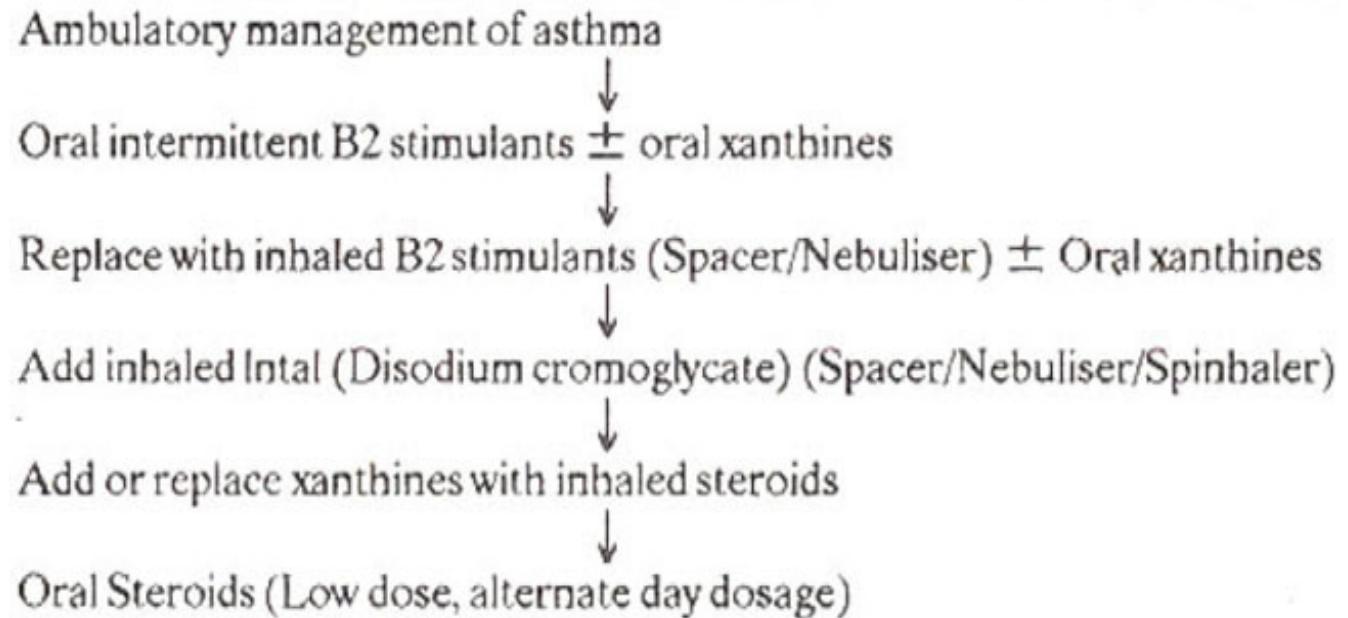 Ambulatory management of asthma
Oral intermittent B2 stimulants ± oral xanthines
Replace with inhaled B2 stimulants (Spacer/Nebuliser) ± Oral xanthines
Add inhaled Intal (Disodium cromoglycate) (Spacer/Nebuliser/Spinhaler)
Add or replace xanthines with inhaled steroids
Oral Steroids (Low dose, alternate day dosage)